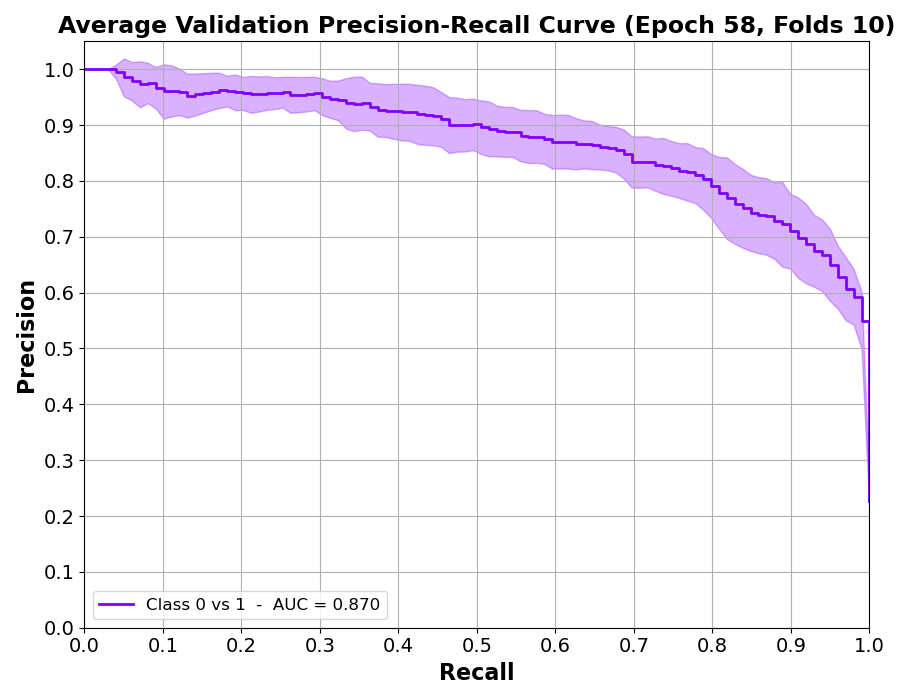 Average Validation Precision-Recall Curve (Epoch 58, Folds 10)
Precision
1.0
0.9
0.8
0.7
0.6
0.5
0.4
0.3
0.2
0.1
0.0
Class 0 vs 1 - AUC = 0.870
0.0 0.1 0.2 0.3 0.4 0.5 0.6 0.7 0.8 0.9 1.0
Recall